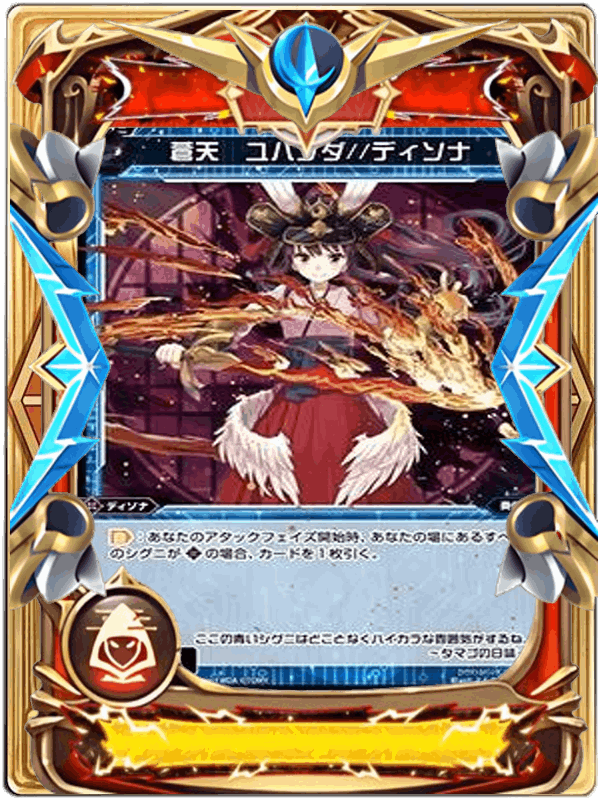 蒼天　ユハンダ//ディソナ
ディソナ
：あなたのアタックフェイズ開始時、あなたの場にあるすべ
のシグニが の場合、カードを１枚引く。
ここの青いシグニはどことなくハイカラな雰囲気がするね。
～タマゴの日誌